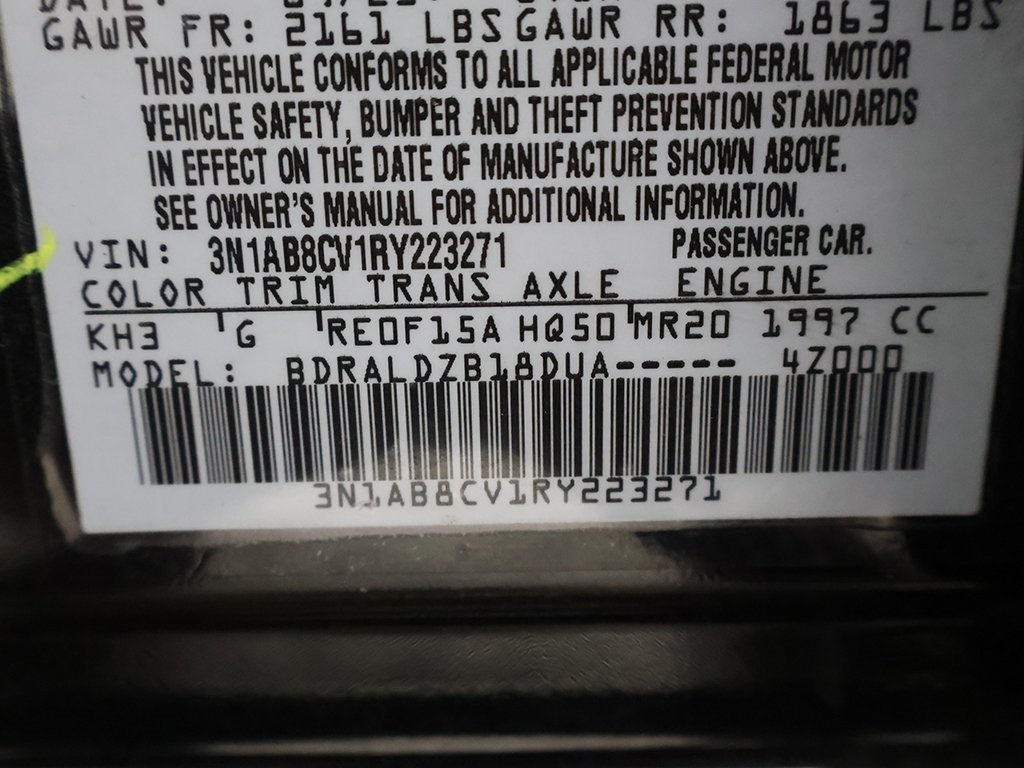 GAWR FR: 2161 LBS GAWR RR: 1863 LBS
THIS VEHICLE CONFORMS TO ALL APPLICABLE FEDERAL MOTOR
VEHICLE SAFETY, BUMPER AND THEFT PREVENTION STANDARDS
IN EFFECT ON THE DATE OF MANUFACTURE SHOWN ABOVE.
SEE OWNER'S MANUAL FOR ADDITIONAL INFORMATION.
VIN: 3N1AB8CV1RY223271 PASSENGER CAR.
COLOR TRIM TRANS AXLE ENGINE
KH3 G RE0F15A HQ50 MR20 1997 CC
MODEL: BDRALDZB18DUA----- 4Z000
3N1AB8CV1RY223271